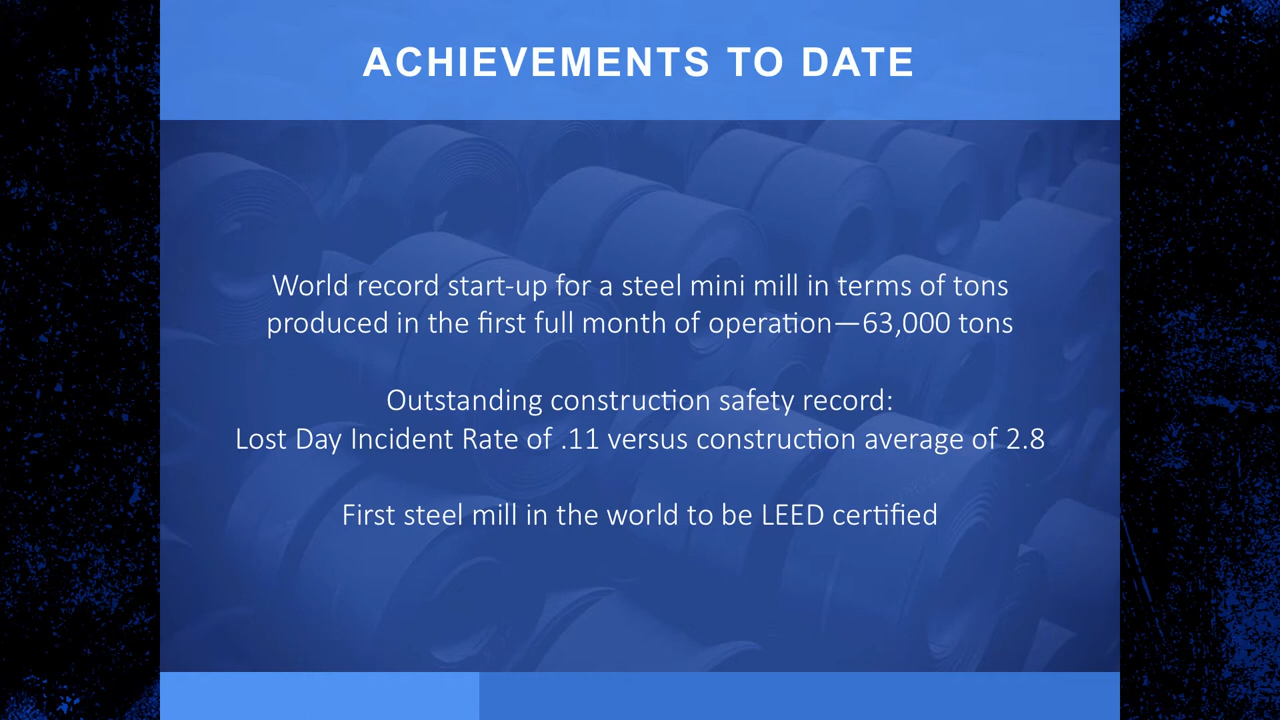 ACHIEVEMENTS TO DATE
World record start-up for a steel mini mill in terms of tons
produced in the first full month of operation—63,000 tons
Outstanding construction safety record:
Lost Day Incident Rate of .11 versus construction average of 2.8
First steel mill in the world to be LEED certified